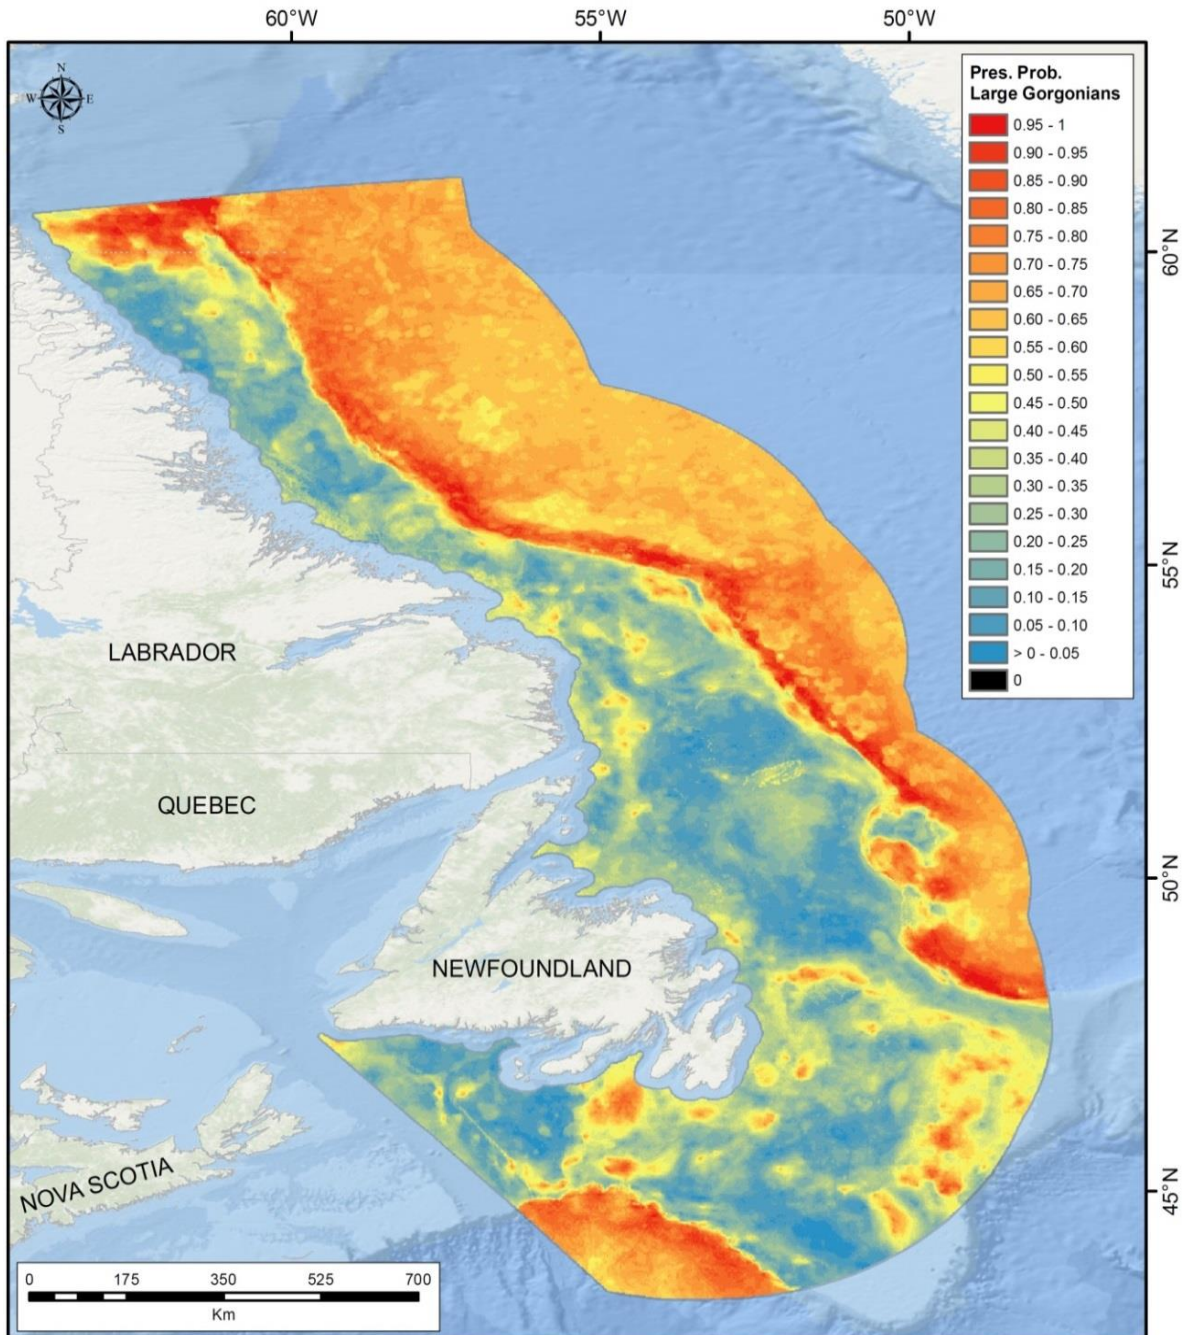 60°W 55°W 50°W
N
W E
S
Pres. Prob.
Large Gorgonians
0.95 - 1
0.90 - 0.95
0.85 - 0.90
0.80 - 0.85
0.75 - 0.80
0.70 - 0.75
0.65 - 0.70
0.60 - 0.65
0.55 - 0.60
0.50 - 0.55
0.45 - 0.50
0.40 - 0.45
0.35 - 0.40
0.30 - 0.35
0.25 - 0.30
0.20 - 0.25
0.15 - 0.20
0.10 - 0.15
0.05 - 0.10
> 0 - 0.05
0
60°N
55°N
50°N
45°N
LABRADOR
QUEBEC
NEWFOUNDLAND
NOVA SCOTIA
0 175 350 525 700
Km